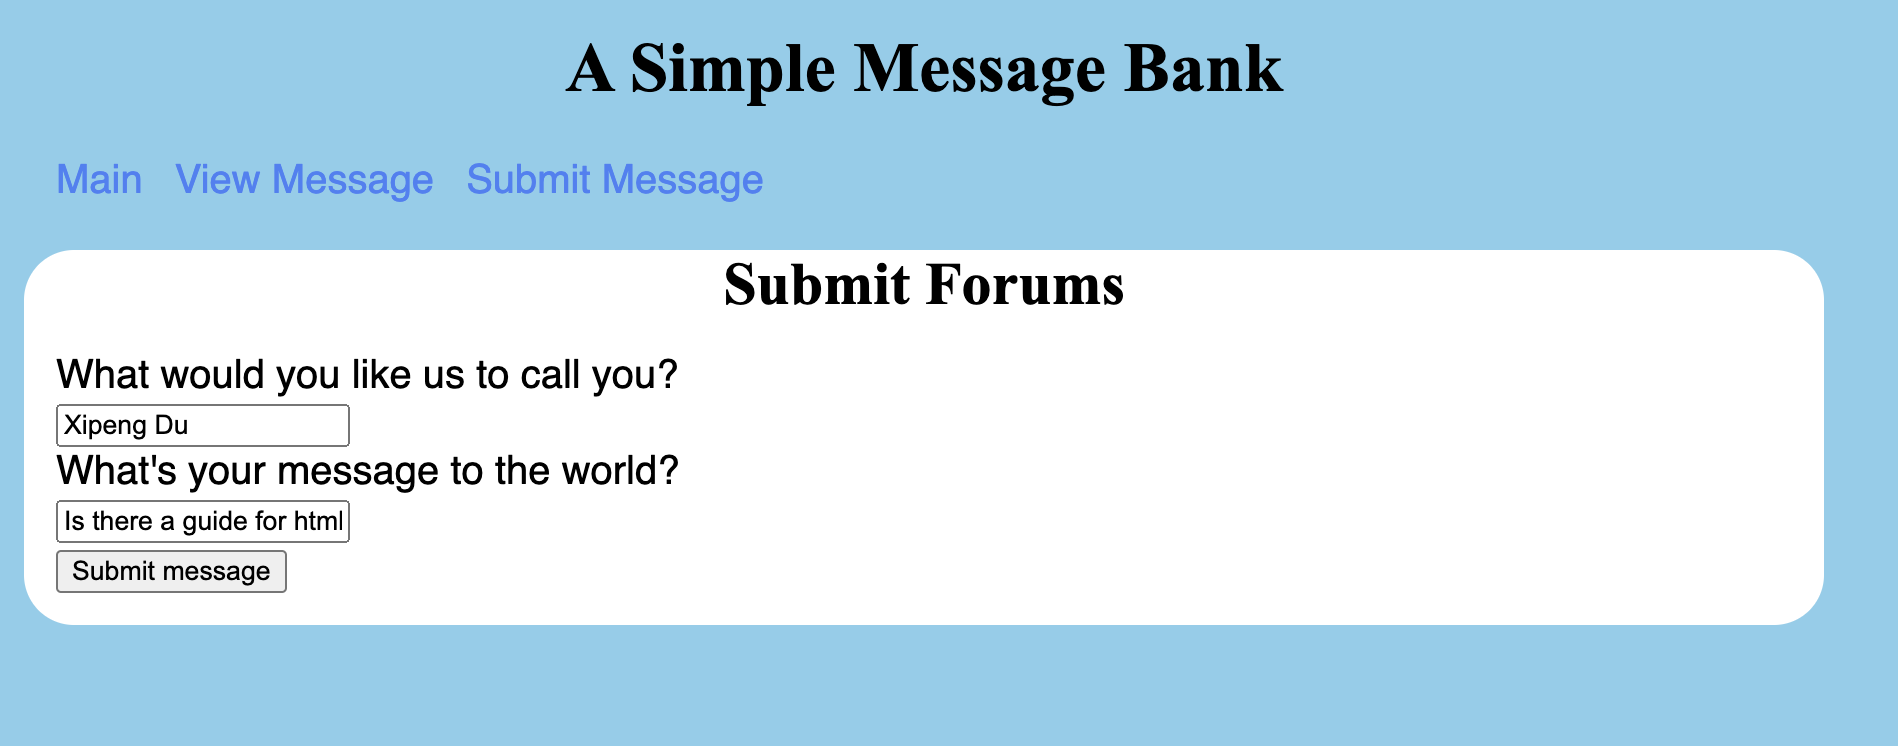 A Simple Message Bank
Main View Message Submit Message
Submit Forums
What would you like us to call you?
Xipeng Du
What's your message to the world?
Is there a guide for html
Submit message